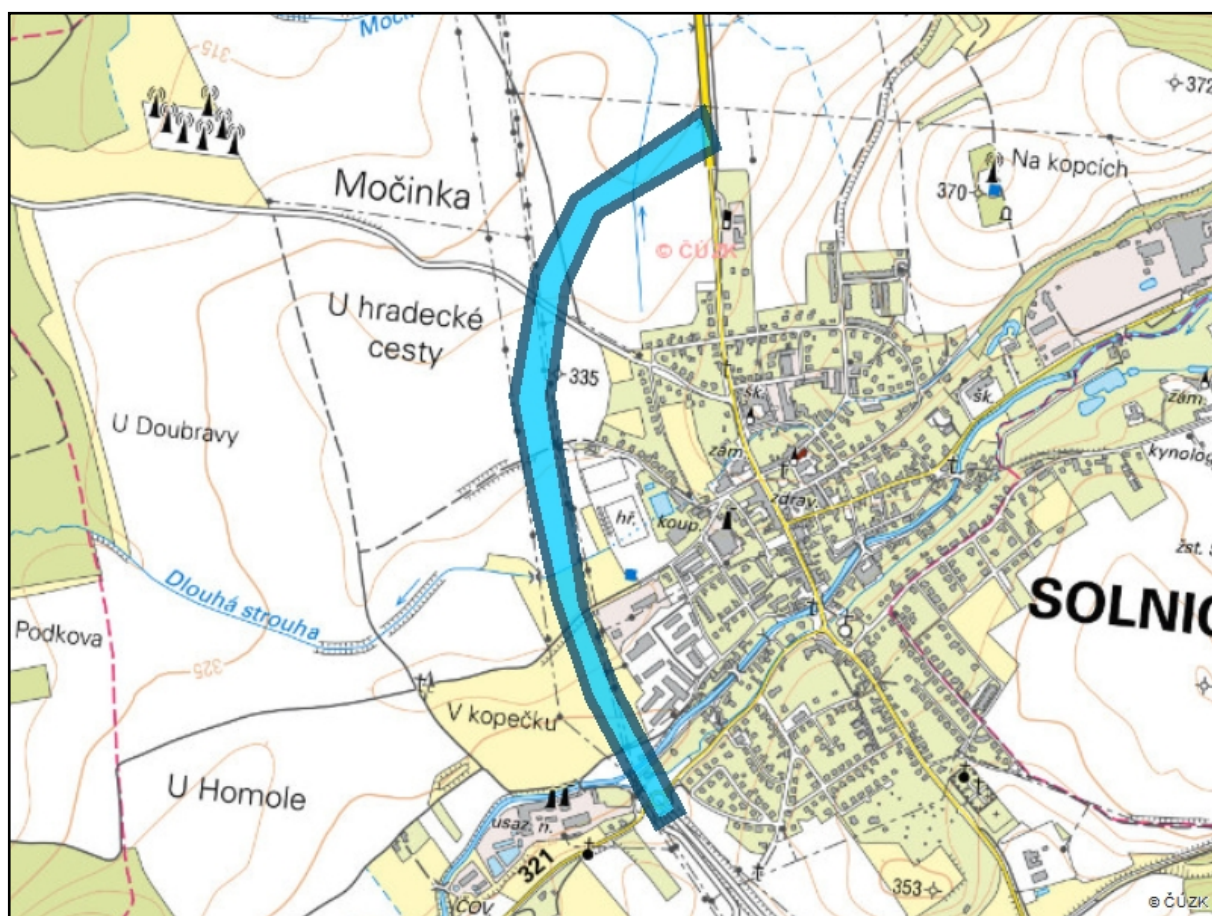 Moči
315
372
Na kopcích
370
Močinka
© ČÚZK
U hradecké
cesty
335
U Doubravy
šk.
šk.
zám.
zám.
kynolog
zdrav.
hř.
koup.
žst. S
Dlouhá strouha
SOLNIC
Podkova
325
V kopečku
U Homole
usaz. n.
321
353
ČOV
© ČÚZK